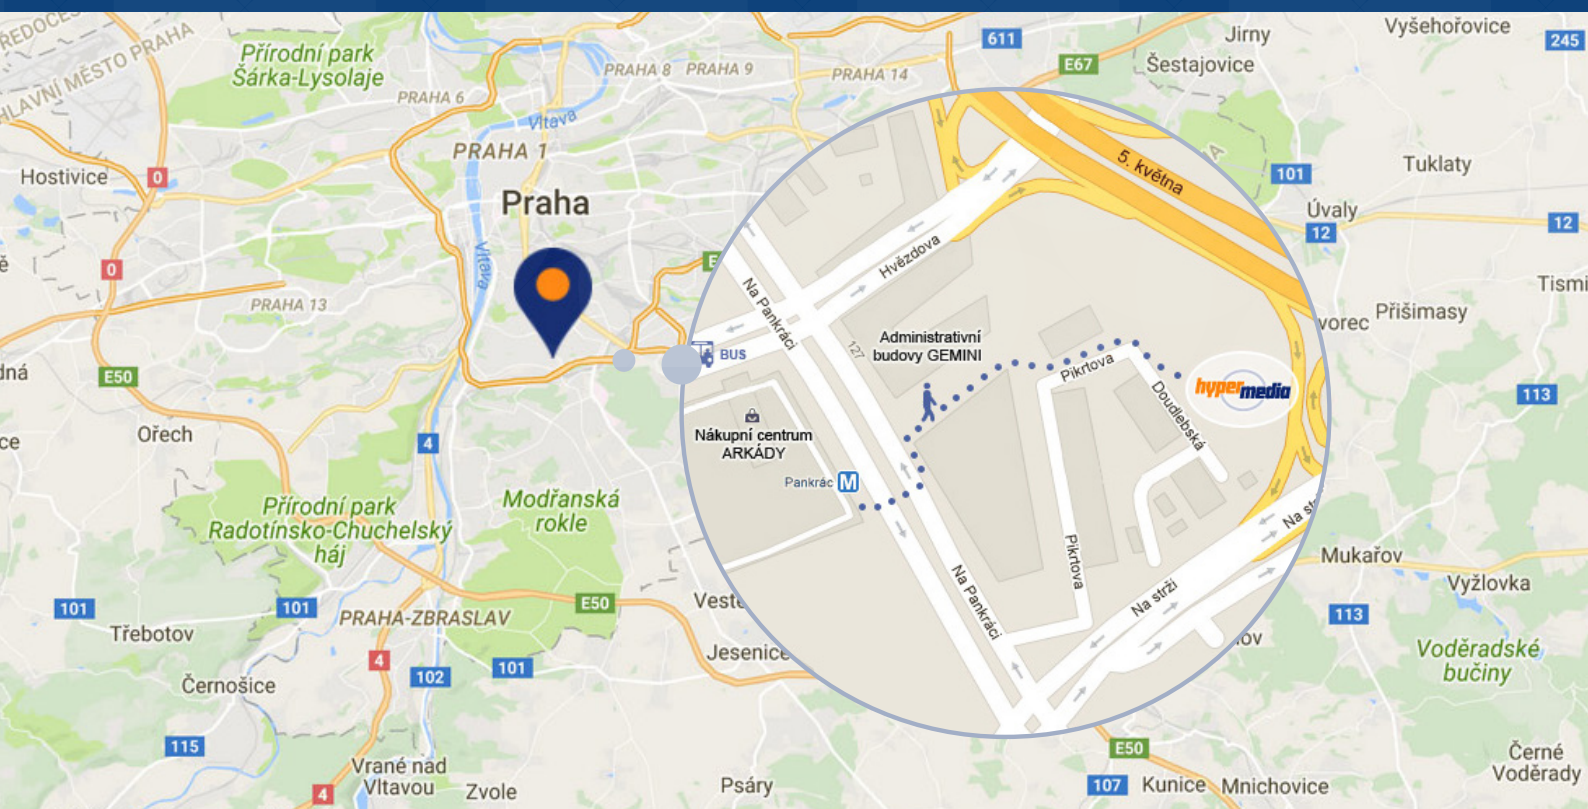 STŘEDOČES
HLAVNÍ MĚSTO PRAHA
Přírodní park
Šárka-Lysolaje
PRAHA 6
PRAHA 8
PRAHA 9
PRAHA 14
611
E67
Jirny
Šestajovice
Vyšehořovice
245
Vltava
PRAHA 1
Praha
Hostivice
0
0
PRAHA 13
Vltava
101
Tuklaty
Úvaly
12
12
Tismi
Přišimasy
vorec
113
E50
Ořech
4
5. května
Hvězdova
Na Pankráci
127
BUS
Administrativní
budovy GEMINI
Pikrtova
Doudlebská
hypermedia
Nákupní centrum
ARKÁDY
Pankrác M
Pikrtova
Na Pankráci
Na strži
Na st
Přírodní park
Radotínsko-Chuchelský
háj
Modřanská
rokle
E50
101
101
Třebotov
PRAHA-ZBRASLAV
4
102
101
Černošice
115
Vrané nad
Vltavou
4
Zvole
Psáry
Jesenice
Veste
Mukařov
Vyžlovka
113
Voděradské
bučiny
E50
107
Kunice
Mnichovice
Černé
Voděrady